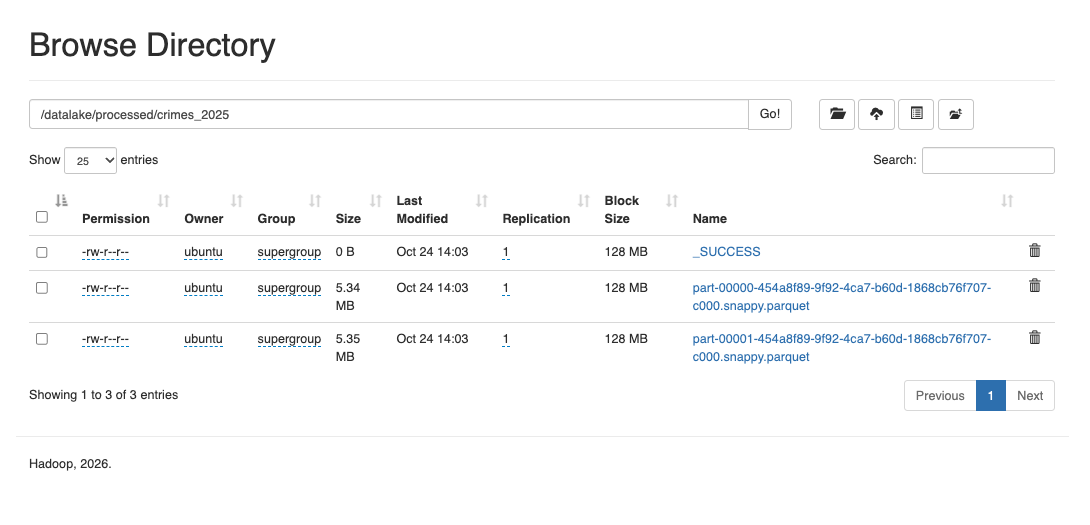 Browse Directory
/datalake/processed/crimes_2025 Go!
Show 25 entries Search:
Permission Owner Group Size Last Modified Replication Block Size Name
-rw-r--r-- ubuntu supergroup 0 B Oct 24 14:03 1 128 MB _SUCCESS
-rw-r--r-- ubuntu supergroup 5.34 MB Oct 24 14:03 1 128 MB part-00000-454a8f89-9f92-4ca7-b60d-1868cb76f707-c000.snappy.parquet
-rw-r--r-- ubuntu supergroup 5.35 MB Oct 24 14:03 1 128 MB part-00001-454a8f89-9f92-4ca7-b60d-1868cb76f707-c000.snappy.parquet
Showing 1 to 3 of 3 entries Previous 1 Next
Hadoop, 2026.